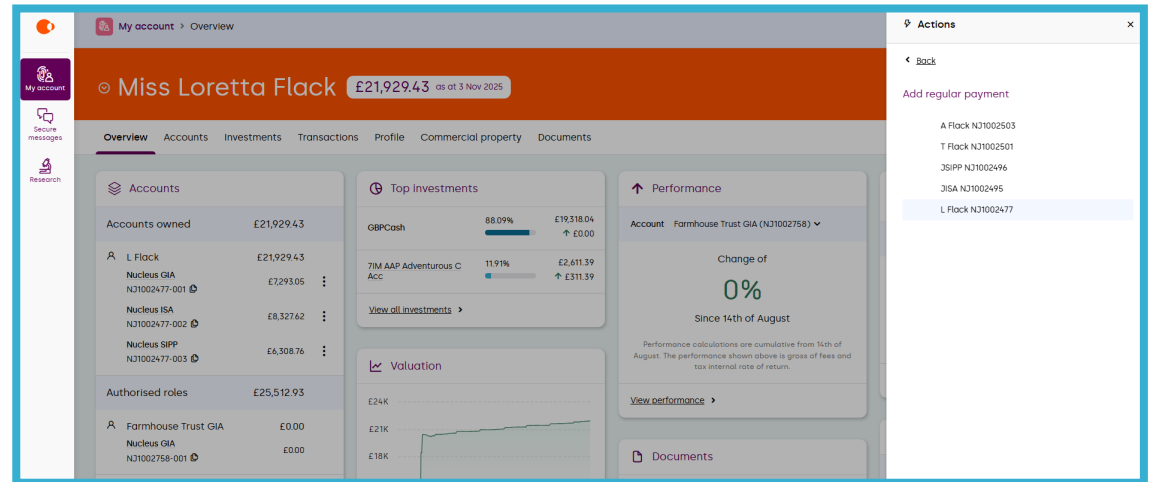 My account > Overview
My account
Secure
messages
Research
Miss Loretta Flack £21,929.43 as at 3 Nov 2025
Overview Accounts Investments Transactions Profile Commercial property Documents
Accounts
Accounts owned £21,929.43
L Flack £21,929.43
Nucleus GIA
NJ1002477-001 £7,293.05
Nucleus ISA
NJ1002477-002 £8,327.62
Nucleus SIPP
NJ1002477-003 £6,308.76
Authorised roles £25,512.93
Farmhouse Trust GIA £0.00
Nucleus GIA
NJ1002758-001 £0.00
Top investments
GBPCash 88.09% £19,318.04
↑ £0.00
7IM AAP Adventurous C
Acc 11.91% £2,611.39
↑ £311.39
View all investments >
Valuation
£24K
£21K
£18K
Performance
Account Farmhouse Trust GIA (NJ1002758)
Change of
0%
Since 14th of August
Performance calculations are cumulative from 14th of
August. The performance shown above is gross of fees and
tax internal rate of return.
View performance >
Documents
Actions ×
< Back
Add regular payment
A Flack NJ1002503
T Flack NJ1002501
JSIPP NJ1002496
JISA NJ1002495
L Flack NJ1002477